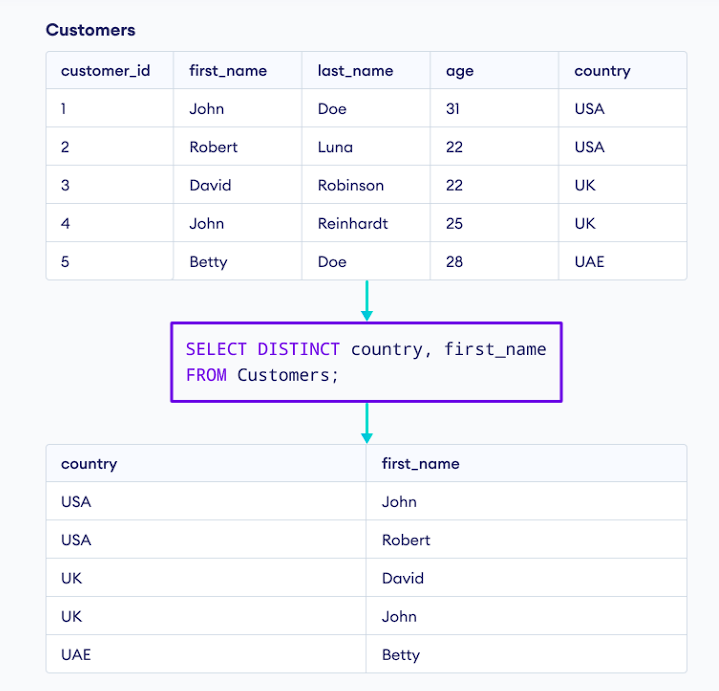 Customers
customer_id first_name last_name age country
1 John Doe 31 USA
2 Robert Luna 22 USA
3 David Robinson 22 UK
4 John Reinhardt 25 UK
5 Betty Doe 28 UAE
SELECT DISTINCT country, first_name
FROM Customers;
country first_name
USA John
USA Robert
UK David
UK John
UAE Betty